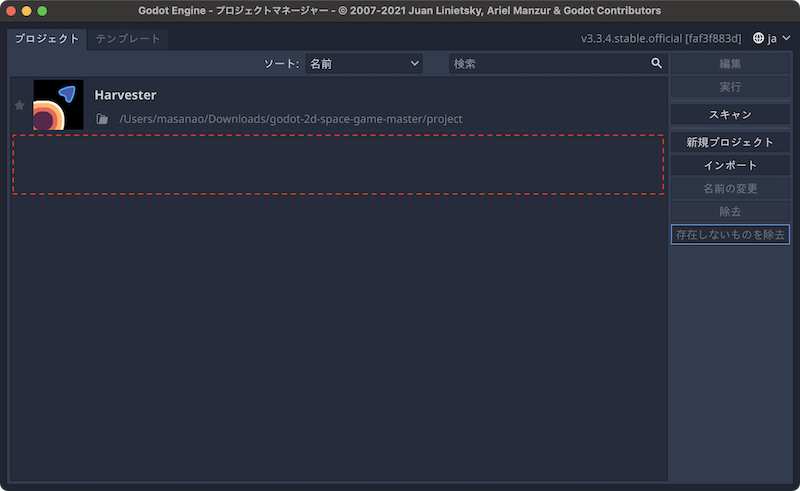 Godot Engine - プロジェクトマネージャー - © 2007-2021 Juan Linietsky, Ariel Manzur & Godot Contributors
プロジェクト テンプレート v3.3.4.stable.official [faf3f883d] ja
ソート: 名前 検索
編集
実行
スキャン
新規プロジェクト
インポート
名前の変更
除去
存在しないものを除去
Harvester
/Users/masanao/Downloads/godot-2d-space-game-master/project